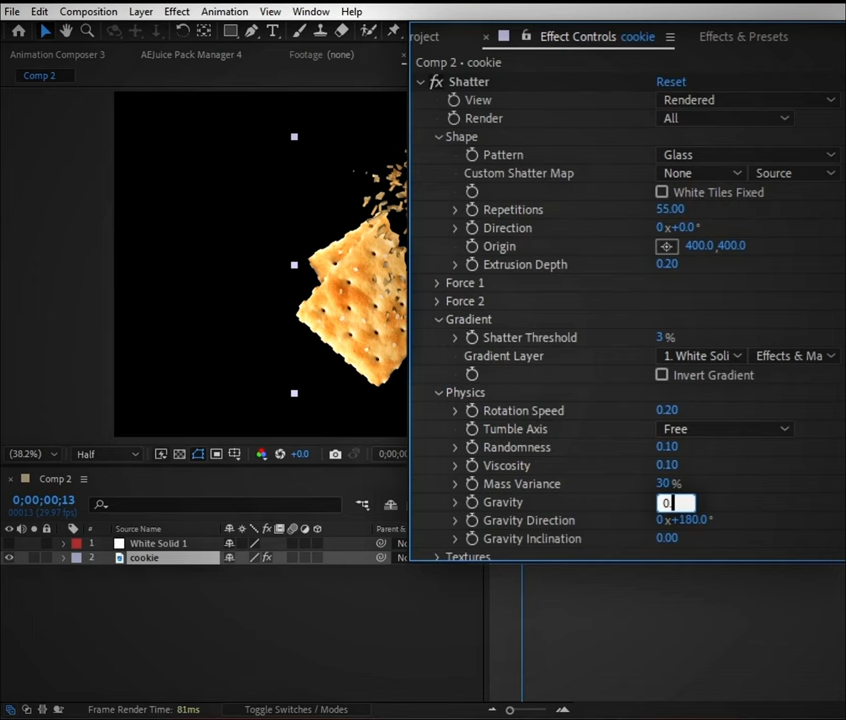 File Edit Composition Layer Effect Animation View Window Help
Animation Composer 3 AEJuice Pack Manager 4 Footage (none)
Comp 2
roject × Effect Controls cookie Effects & Presets
Comp 2 • cookie
fx Shatter Reset
View Rendered
Render All
Shape
Pattern Glass
Custom Shatter Map None Source
White Tiles Fixed
Repetitions 55.00
Direction 0x+0.0°
Origin 400.0,400.0
Extrusion Depth 0.20
Force 1
Force 2
Gradient
Shatter Threshold 3%
Gradient Layer 1. White Soli Effects & Ma
Invert Gradient
Physics
Rotation Speed 0.20
Tumble Axis Free
Randomness 0.10
Viscosity 0.10
Mass Variance 30%
Gravity 0.
Gravity Direction 0x+180.0°
Gravity Inclination 0.00
Textures
(38.2%) Half +0.0 0;00;0
× Comp 2
0;00;00;13
00013 (29.97 fps)
# Source Name Parent &
1 White Solid 1 No
2 cookie fx No
Frame Render Time: 81ms Toggle Switches / Modes